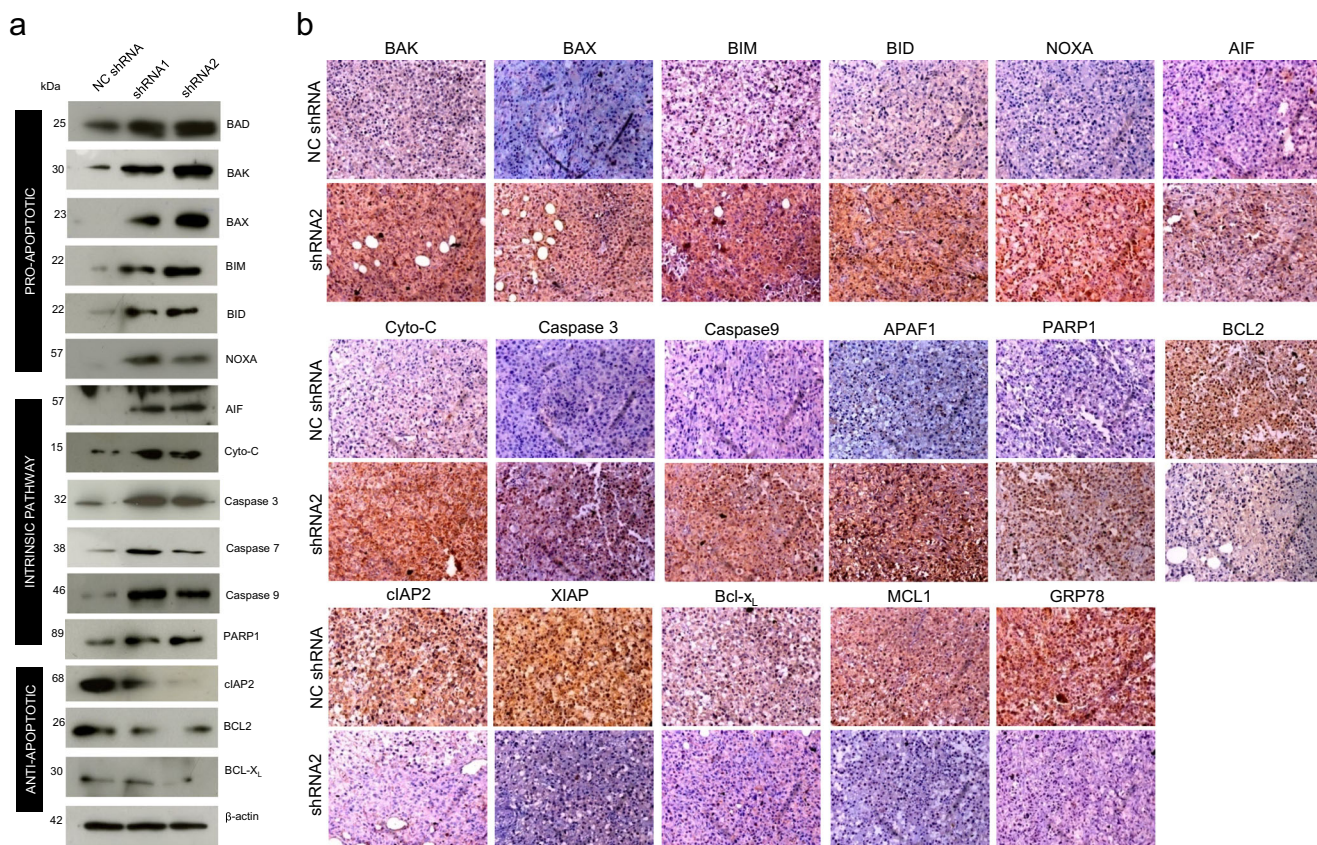 a
NC shRNA
shRNA1
shRNA2
kDa
PRO-APOPTOTIC
25
BAD
30
BAK
23
BAX
22
BIM
22
BID
57
NOXA
INTRINSIC PATHWAY
57
AIF
15
Cyto-C
32
Caspase 3
38
Caspase 7
46
Caspase 9
89
PARP1
ANTI-APOPTOTIC
68
cIAP2
26
BCL2
30
BCL-XL
42
β-actin
b
BAK BAX BIM BID NOXA AIF
NC shRNA
shRNA2
Cyto-C Caspase 3 Caspase9 APAF1 PARP1 BCL2
NC shRNA
shRNA2
cIAP2 XIAP Bcl-xL MCL1 GRP78
NC shRNA
shRNA2